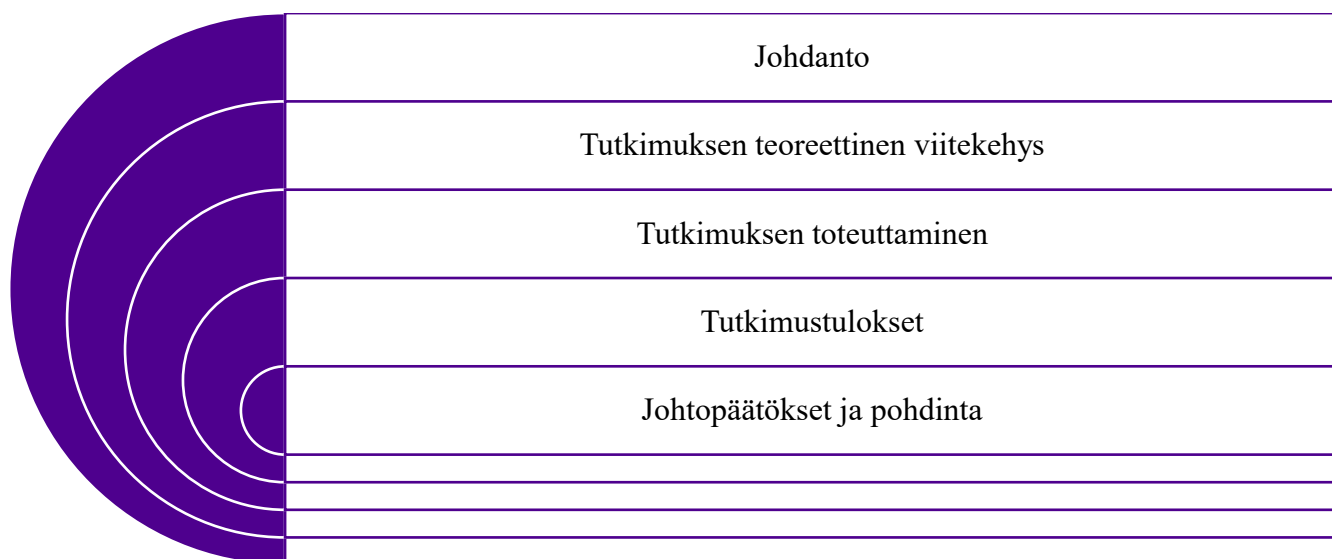 Johdanto
Tutkimuksen teoreettinen viitekehys
Tutkimuksen toteuttaminen
Tutkimustulokset
Johtopäätökset ja pohdinta